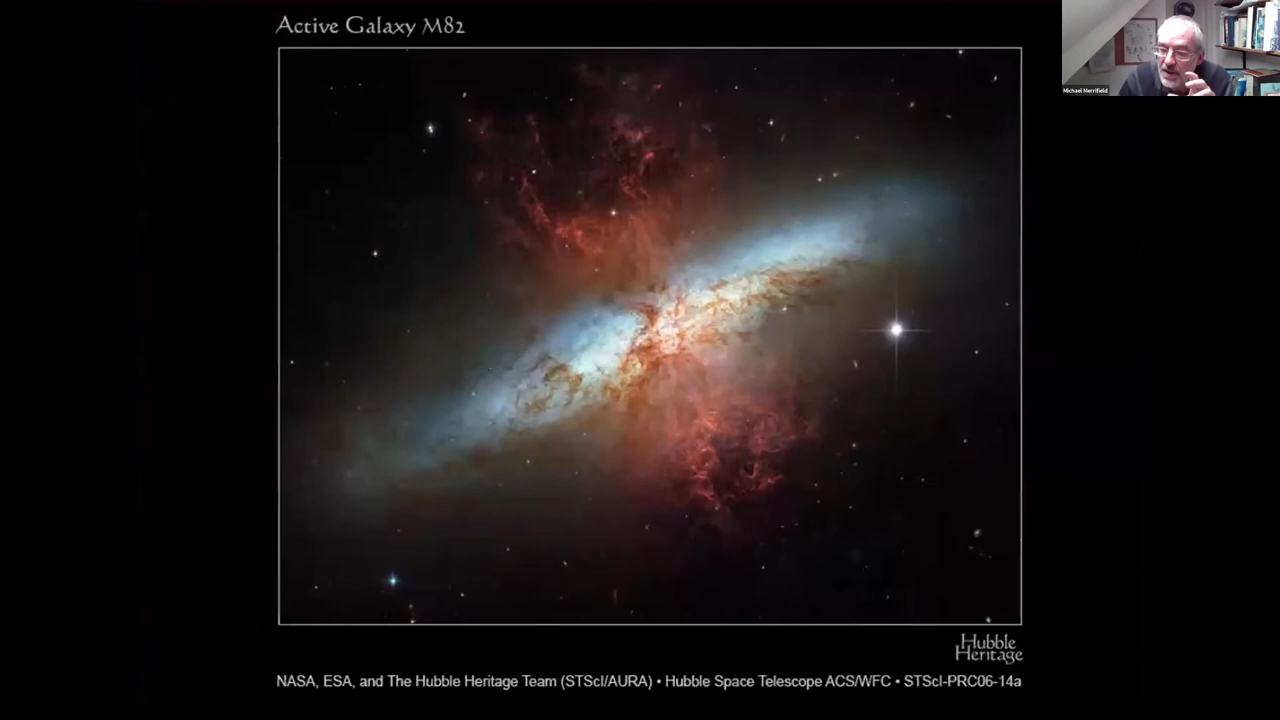 Active Galaxy M82
Michael Merrifield
Hubble
Heritage
NASA, ESA, and The Hubble Heritage Team (STScI/AURA) • Hubble Space Telescope ACS/WFC • STScI-PRC06-14a